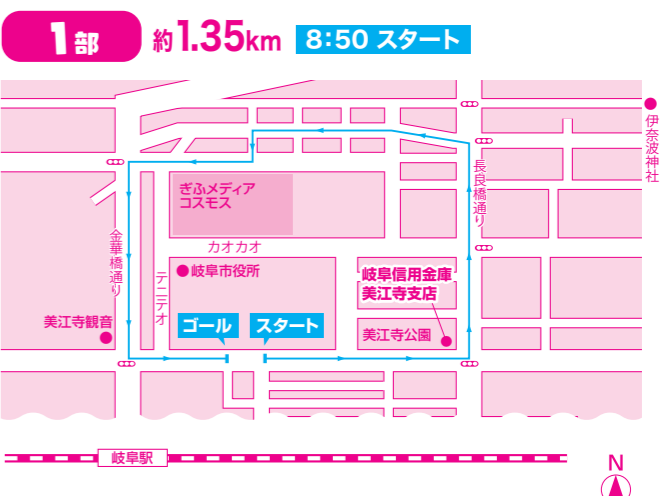 1部 約1.35km 8:50 スタート
伊奈波神社
長良橋通り
ぎふメディア
コスモス
カオカオ
金華橋通り
テニテオ
岐阜市役所
岐阜信用金庫
美江寺支店
美江寺観音
ゴール
スタート
美江寺公園
岐阜駅
N